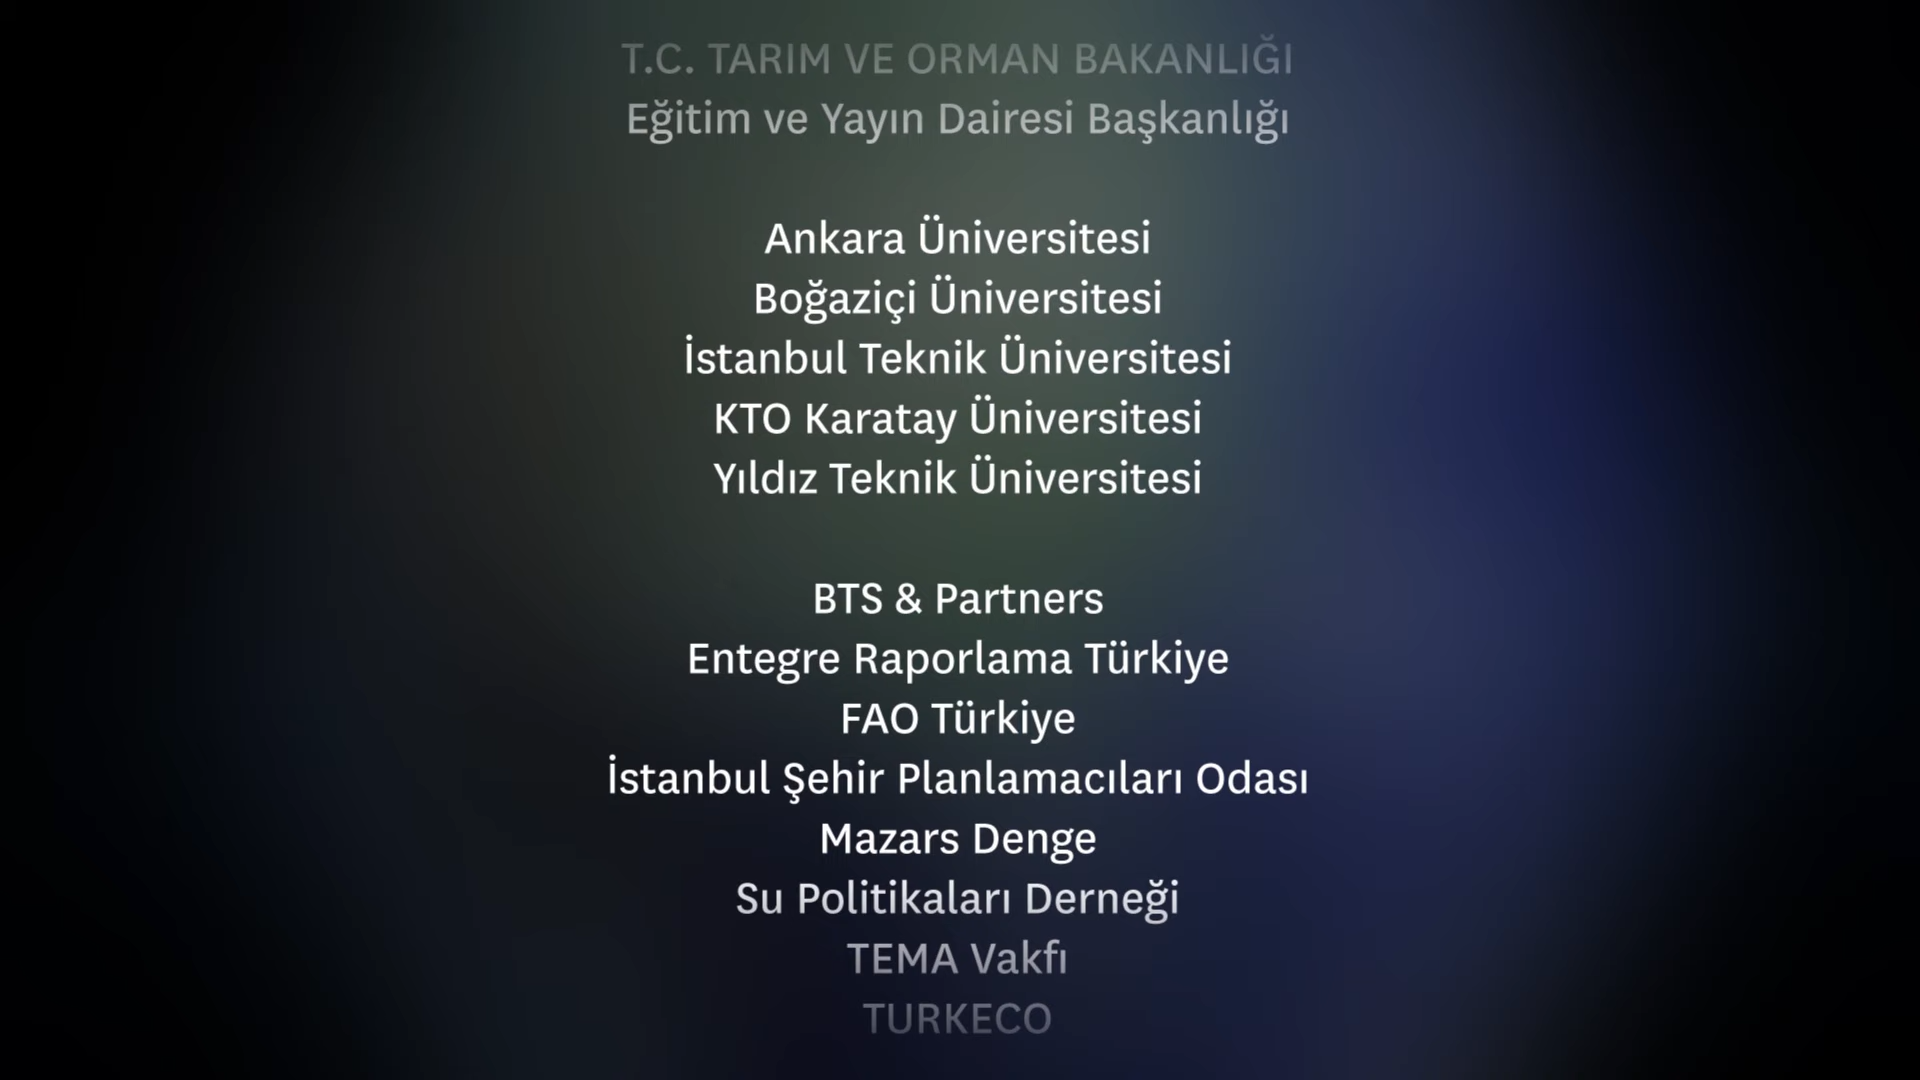 T.C. TARIM VE ORMAN BAKANLIĞI
Eğitim ve Yayın Dairesi Başkanlığı
Ankara Üniversitesi
Boğaziçi Üniversitesi
İstanbul Teknik Üniversitesi
KTO Karatay Üniversitesi
Yıldız Teknik Üniversitesi
BTS & Partners
Entegre Raporlama Türkiye
FAO Türkiye
İstanbul Şehir Planlamacıları Odası
Mazars Denge
Su Politikaları Derneği
TEMA Vakfı
TURKECO